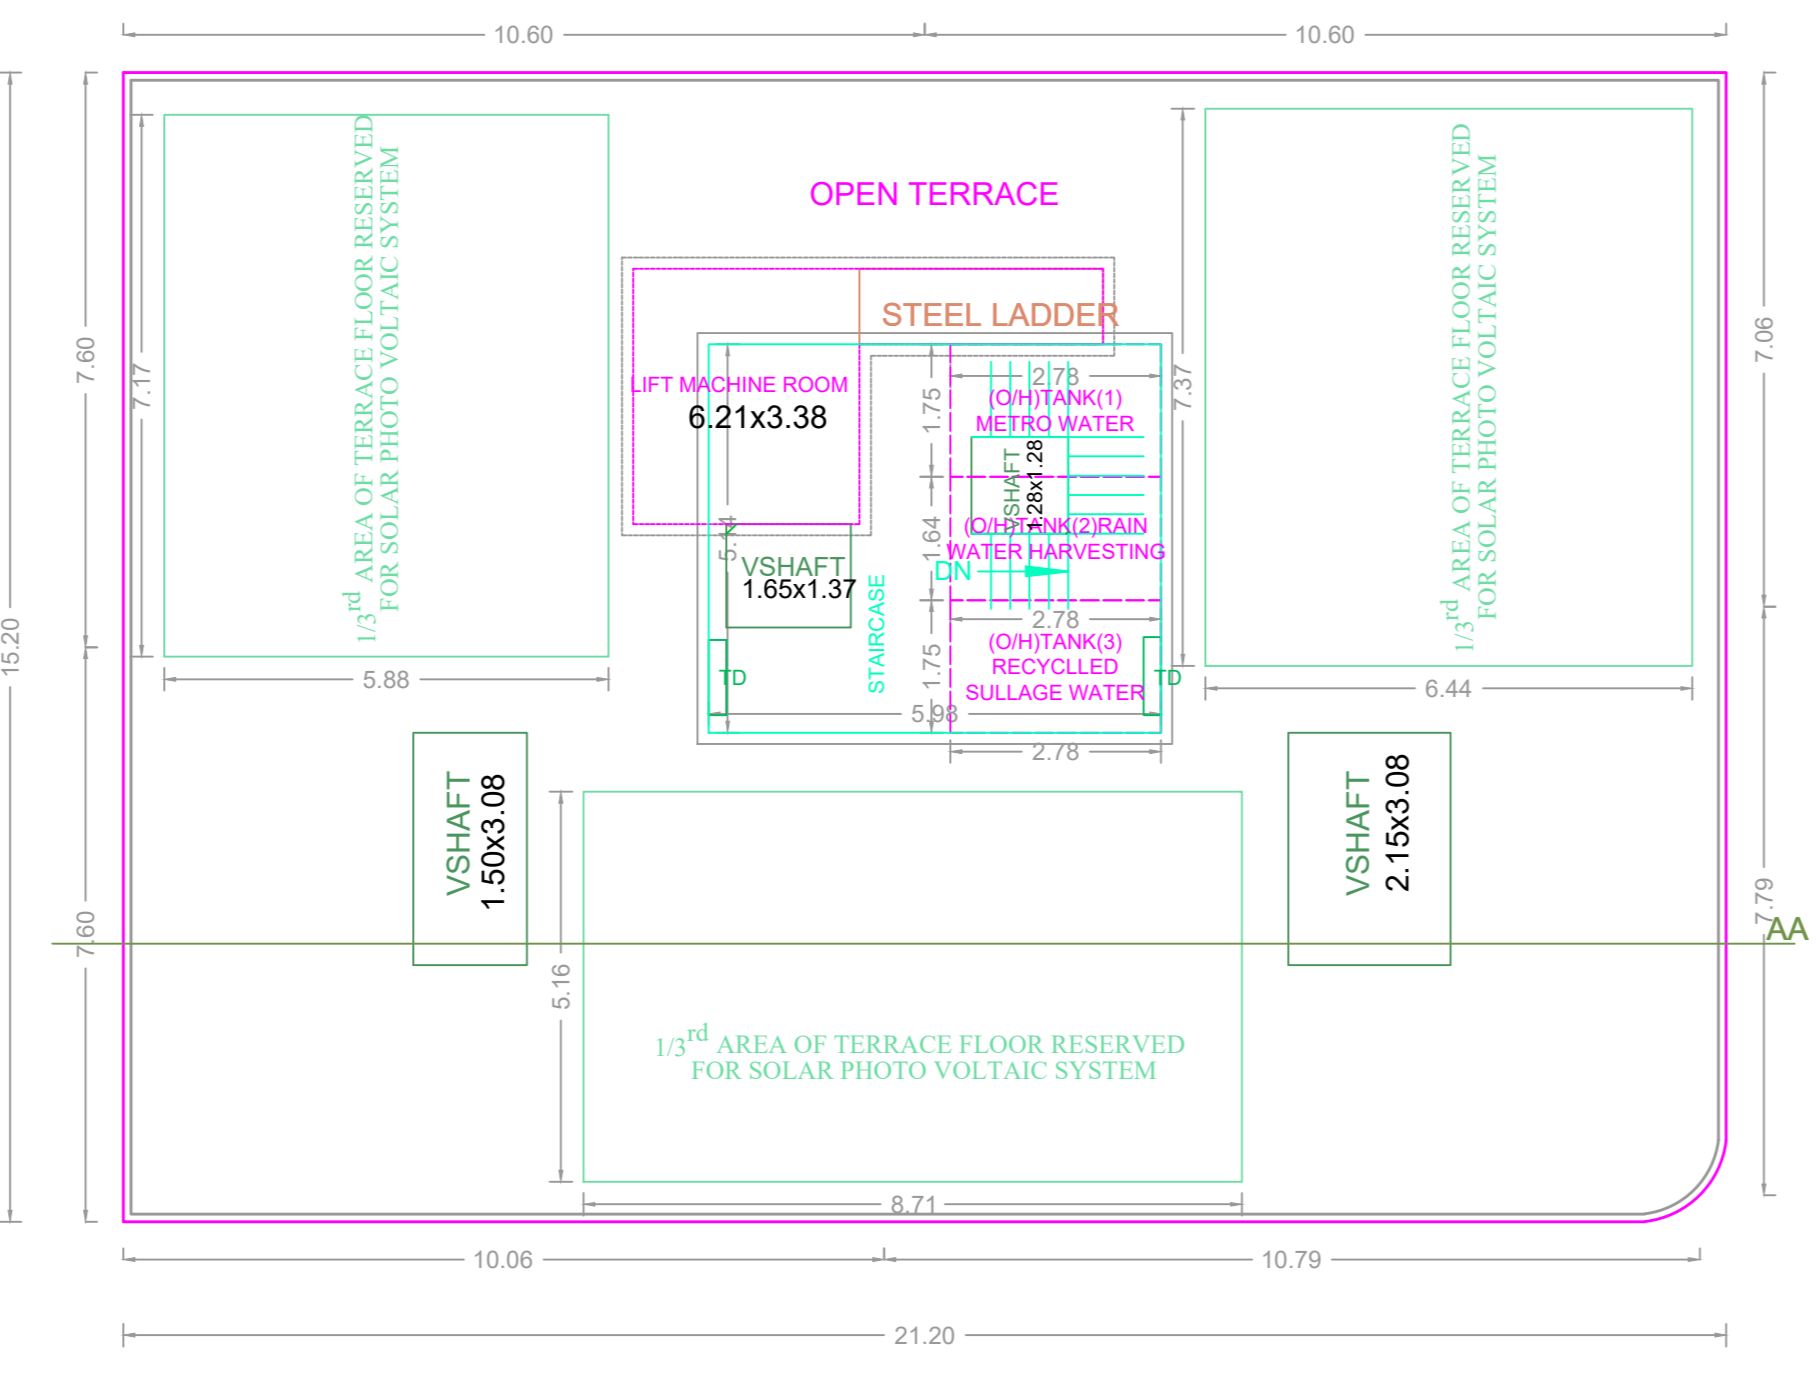 10.60
10.60
OPEN TERRACE
1/3rd AREA OF TERRACE FLOOR RESERVED
FOR SOLAR PHOTO VOLTAIC SYSTEM
1/3rd AREA OF TERRACE FLOOR RESERVED
FOR SOLAR PHOTO VOLTAIC SYSTEM
STEEL LADDER
15.20
7.60
7.17
7.06
7.37
LIFT MACHINE ROOM
6.21x3.38
1.75
2.78
(O/H)TANK(1)
METRO WATER
VSHAFT
1.28x1.28
5.14
1.64
(O/H)TANK(2)RAIN
WATER HARVESTING
VSHAFT
1.65x1.37
DN
STAIRCASE
2.78
1.75
(O/H)TANK(3)
RECYCLLED
SULLAGE WATER
TD
TD
5.98
2.78
5.88
6.44
VSHAFT
1.50x3.08
VSHAFT
2.15x3.08
7.60
7.79
AA
5.16
1/3rd AREA OF TERRACE FLOOR RESERVED
FOR SOLAR PHOTO VOLTAIC SYSTEM
8.71
10.06
10.79
21.20